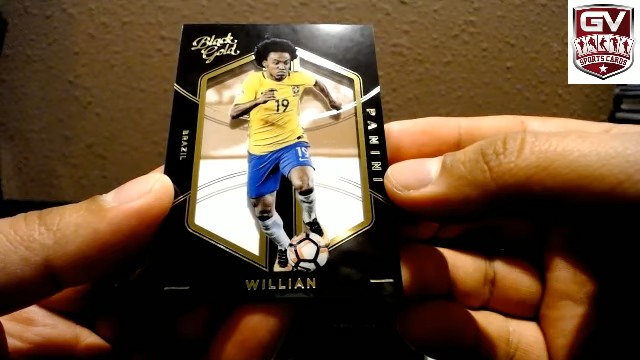 Black
Gold
GV
SPORTS CARDS
19
PANINI
BRAZIL
19
WILLIAN